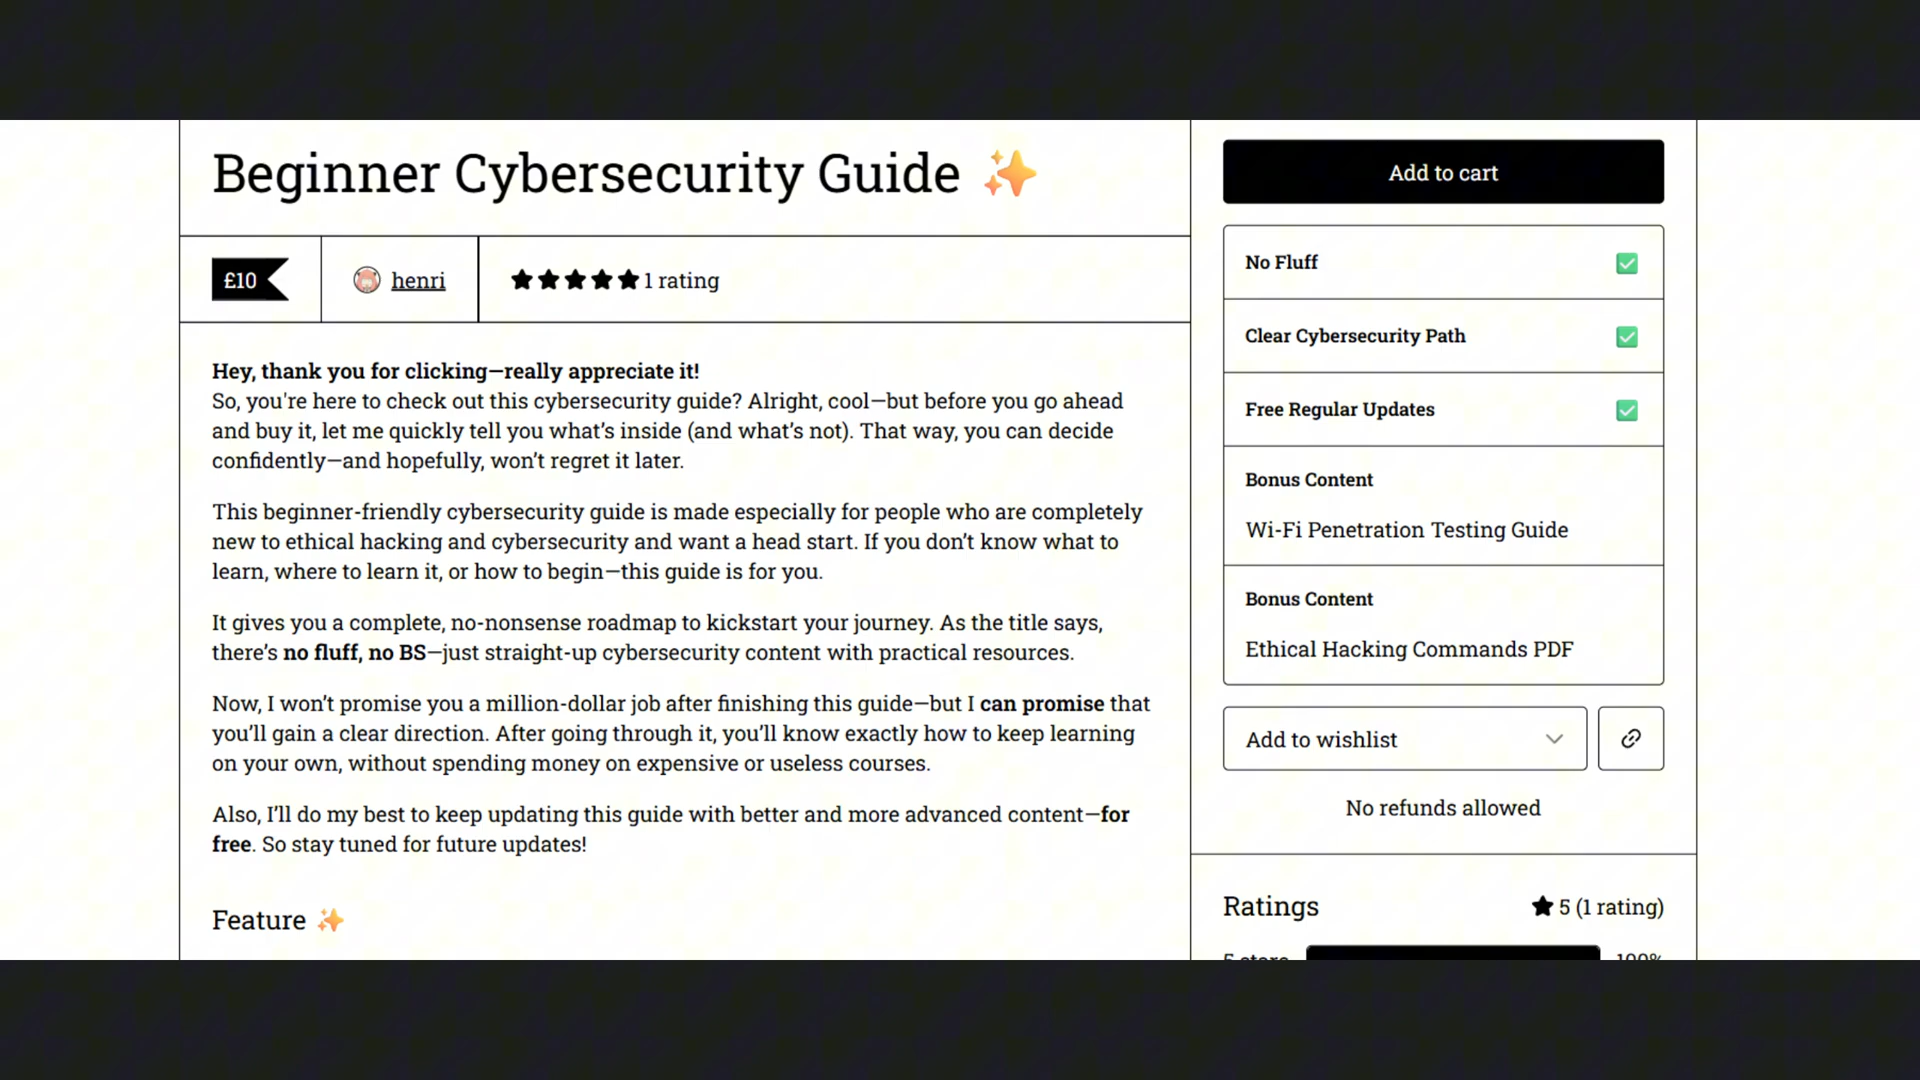 Beginner Cybersecurity Guide ✨
£10
henri
1 rating
Hey, thank you for clicking—really appreciate it!
So, you're here to check out this cybersecurity guide? Alright, cool—but before you go ahead
and buy it, let me quickly tell you what’s inside (and what’s not). That way, you can decide
confidently—and hopefully, won’t regret it later.
This beginner-friendly cybersecurity guide is made especially for people who are completely
new to ethical hacking and cybersecurity and want a head start. If you don’t know what to
learn, where to learn it, or how to begin—this guide is for you.
It gives you a complete, no-nonsense roadmap to kickstart your journey. As the title says,
there’s no fluff, no BS—just straight-up cybersecurity content with practical resources.
Now, I won’t promise you a million-dollar job after finishing this guide—but I can promise that
you’ll gain a clear direction. After going through it, you’ll know exactly how to keep learning
on your own, without spending money on expensive or useless courses.
Also, I’ll do my best to keep updating this guide with better and more advanced content—for
free. So stay tuned for future updates!
Feature ✨
Add to cart
No Fluff ✅
Clear Cybersecurity Path ✅
Free Regular Updates ✅
Bonus Content
Wi-Fi Penetration Testing Guide
Bonus Content
Ethical Hacking Commands PDF
Add to wishlist
No refunds allowed
Ratings
★ 5 (1 rating)
5 stars
100%